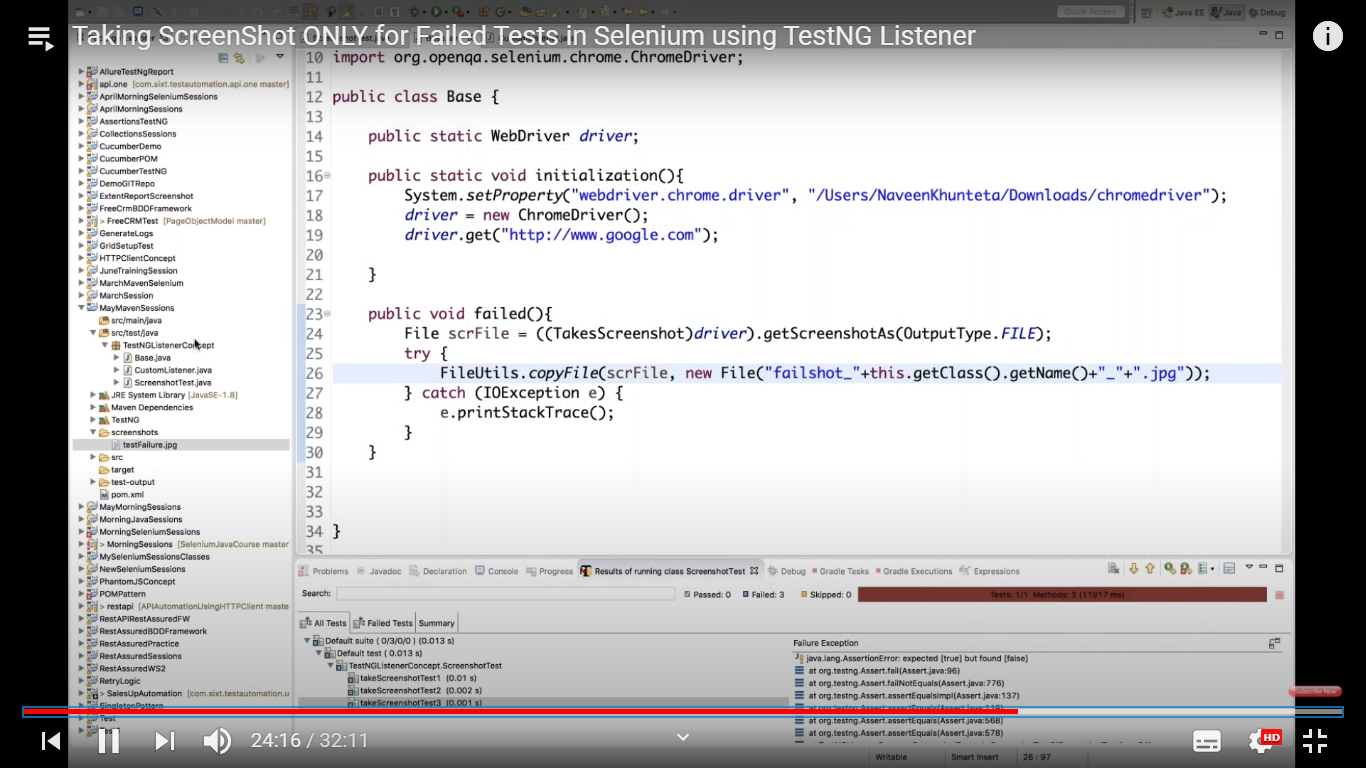 Taking ScreenShot ONLY for Failed Tests in Selenium using TestNG Listener
Quick Access
Java EE
Java
Debug
AllureTestNgReport
api.one [com.sixt.testautomation.api.one master]
AprilMorningSeleniumSessions
AprilMorningSessions
AssertionsTestNG
CollectionsSessions
CucumberDemo
CucumberPOM
CucumberTestNG
DemoGITRepo
ExtentReportScreenshot
FreeCrmBDDFramework
> FreeCRMTest [PageObjectModel master]
GenerateLogs
GridSetupTest
HTTPClientConcept
JuneTrainingSession
MarchMavenSelenium
MarchSession
MayMavenSessions
src/main/java
src/test/java
TestNGListenerConcept
Base.java
CustomListener.java
ScreenshotTest.java
JRE System Library [JavaSE-1.8]
Maven Dependencies
TestNG
screenshots
testFailure.jpg
src
target
test-output
pom.xml
MayMorningSessions
MorningJavaSessions
MorningSeleniumSessions
> MorningSessions [SeleniumJavaCourse master
MySeleniumSessionsClasses
NewSeleniumSessions
PhantomJSConcept
POMPattern
> restapi [APIAutomationUsingHTTPClient maste
RestAPIRestAssuredFW
RestAssuredBDDFramework
RestAssuredPractice
RestAssuredSessions
RestAssuredWS2
RetryLogic
> SalesUpAutomation [com.sixt.testautomation.u
SingletonPattern
Test
10 import org.openqa.selenium.chrome.ChromeDriver;
11
12 public class Base {
13
14 public static WebDriver driver;
15
16 public static void initialization(){
17 System.setProperty("webdriver.chrome.driver", "/Users/NaveenKhunteta/Downloads/chromedriver");
18 driver = new ChromeDriver();
19 driver.get("http://www.google.com");
20
21 }
22
23 public void failed(){
24 File scrFile = ((TakesScreenshot)driver).getScreenshotAs(OutputType.FILE);
25 try {
26 FileUtils.copyFile(scrFile, new File("failshot_"+this.getClass().getName()+"_"+".jpg"));
27 } catch (IOException e) {
28 e.printStackTrace();
29 }
30 }
31
32
33
34 }
35
Problems Javadoc Declaration Console Progress Results of running class ScreenshotTest Debug Gradle Tasks Gradle Executions Expressions
Search: Passed: 0 Failed: 3 Skipped: 0 Tests: 1/1 Methods: 3 (11917 ms)
All Tests Failed Tests Summary
Default suite ( 0/3/0/0 ) (0.013 s)
Default test ( 0.013 s)
TestNGListenerConcept.ScreenshotTest
takeScreenshotTest1 (0.01 s)
takeScreenshotTest2 (0.002 s)
takeScreenshotTest3 (0.001 s)
Failure Exception
java.lang.AssertionError: expected [true] but found [false]
at org.testng.Assert.fail(Assert.java:96)
at org.testng.Assert.failNotEquals(Assert.java:776)
at org.testng.Assert.assertEqualsImpl(Assert.java:137)
at org.testng.Assert.assertEquals(Assert.java:118)
at org.testng.Assert.assertEquals(Assert.java:568)
at org.testng.Assert.assertEquals(Assert.java:578)
Subscribe Now
24:16 / 32:11
HD
Writable Smart Insert 26 : 97